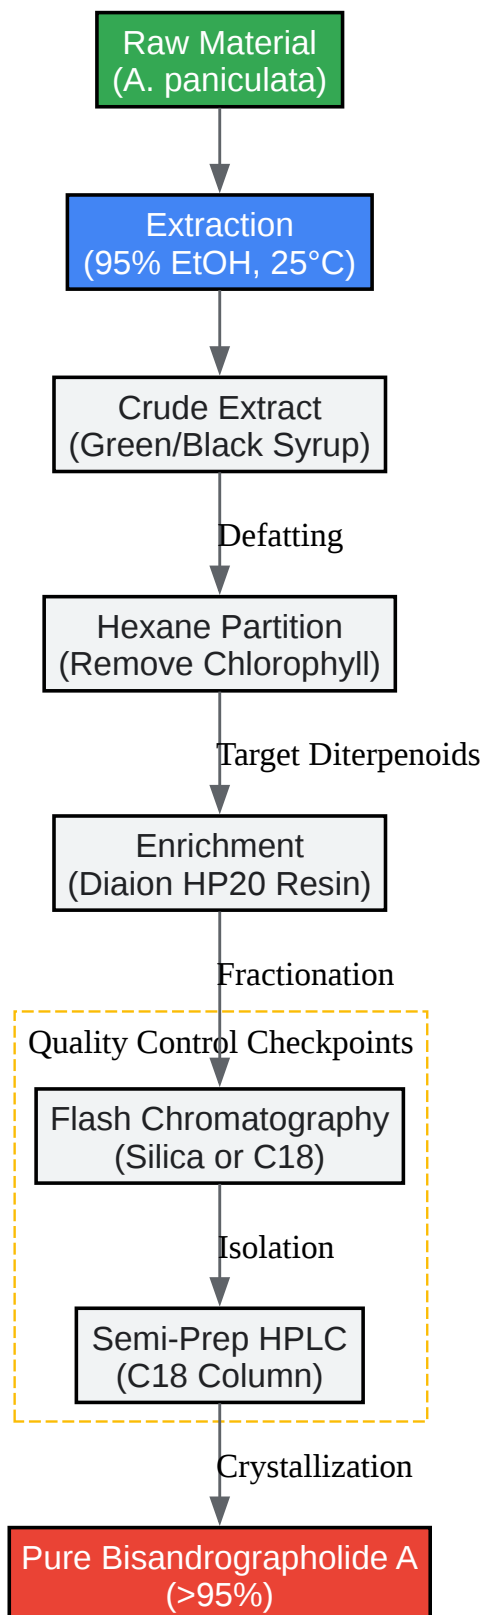 Raw Material
(A. paniculata)
Extraction
(95% EtOH, 25°C)
Crude Extract
(Green/Black Syrup)
Defatting
Hexane Partition
(Remove Chlorophyll)
Target Diterpenoids
Enrichment
(Diaion HP20 Resin)
Fractionation
Quality Control Checkpoints
Flash Chromatography
(Silica or C18)
Isolation
Semi-Prep HPLC
(C18 Column)
Crystallization
Pure Bisandrographolide A
(>95%)